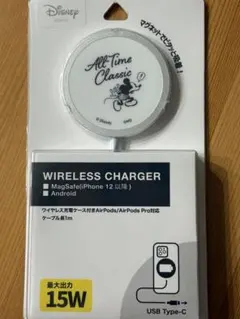 Disney
マグネットでピタッと吸着!
All Time
Classic
©Disney
WIRELESS CHARGER
MagSafe(iPhone 12 以降)
Android
ワイヤレス充電ケース付きAirPods/AirPods Pro対応
ケーブル長1m
最大出力
15W
USB Type-C